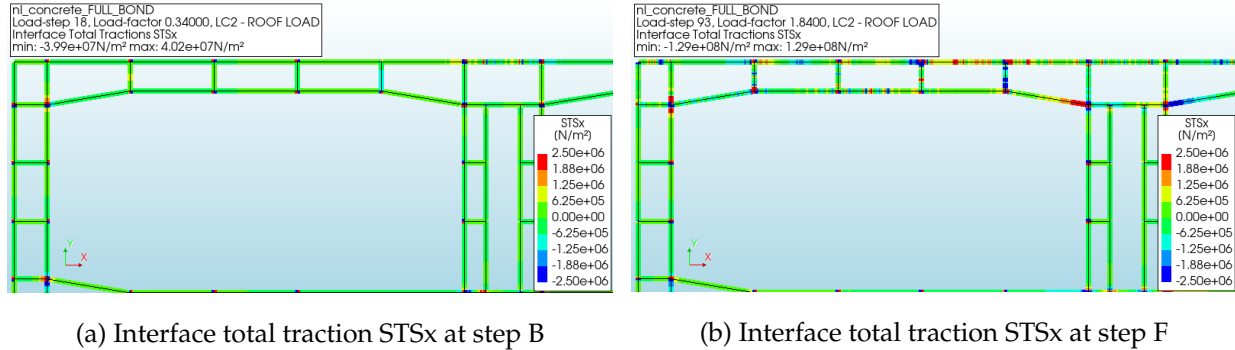 nl_concrete_FULL_BOND
Load-step 18, Load-factor 0.34000, LC2 - ROOF LOAD
Interface Total Tractions STSx
min: -3.99e+07N/m² max: 4.02e+07N/m²
STSx
(N/m²)
2.50e+06
1.88e+06
1.25e+06
6.25e+05
0.00e+00
-6.25e+05
-1.25e+06
-1.88e+06
-2.50e+06
Y
X
(a) Interface total traction STSx at step B
nl_concrete_FULL_BOND
Load-step 93, Load-factor 1.8400, LC2 - ROOF LOAD
Interface Total Tractions STSx
min: -1.29e+08N/m² max: 1.29e+08N/m²
STSx
(N/m²)
2.50e+06
1.88e+06
1.25e+06
6.25e+05
0.00e+00
-6.25e+05
-1.25e+06
-1.88e+06
-2.50e+06
Y
X
(b) Interface total traction STSx at step F